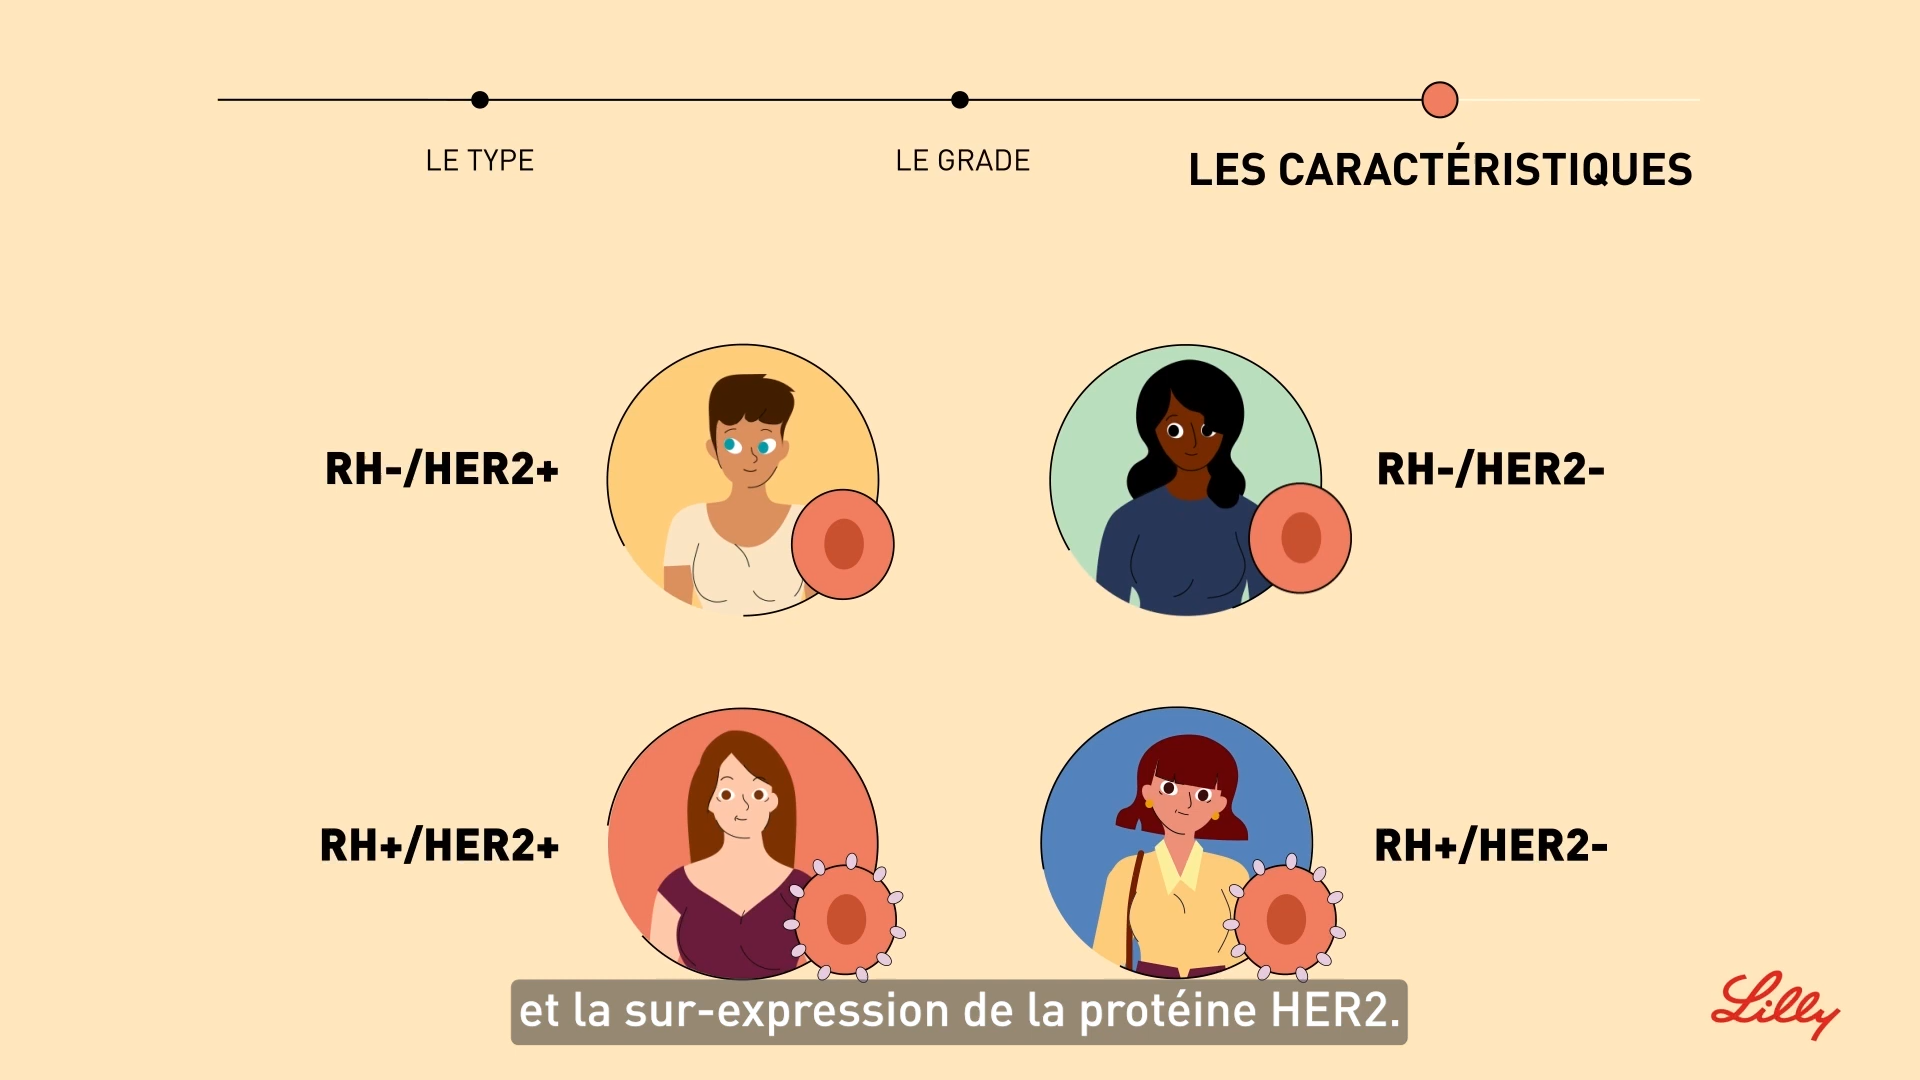 LE TYPE
LE GRADE
LES CARACTÉRISTIQUES
RH-/HER2+
RH-/HER2-
RH+/HER2+
RH+/HER2-
et la sur-expression de la protéine HER2.
Lilly